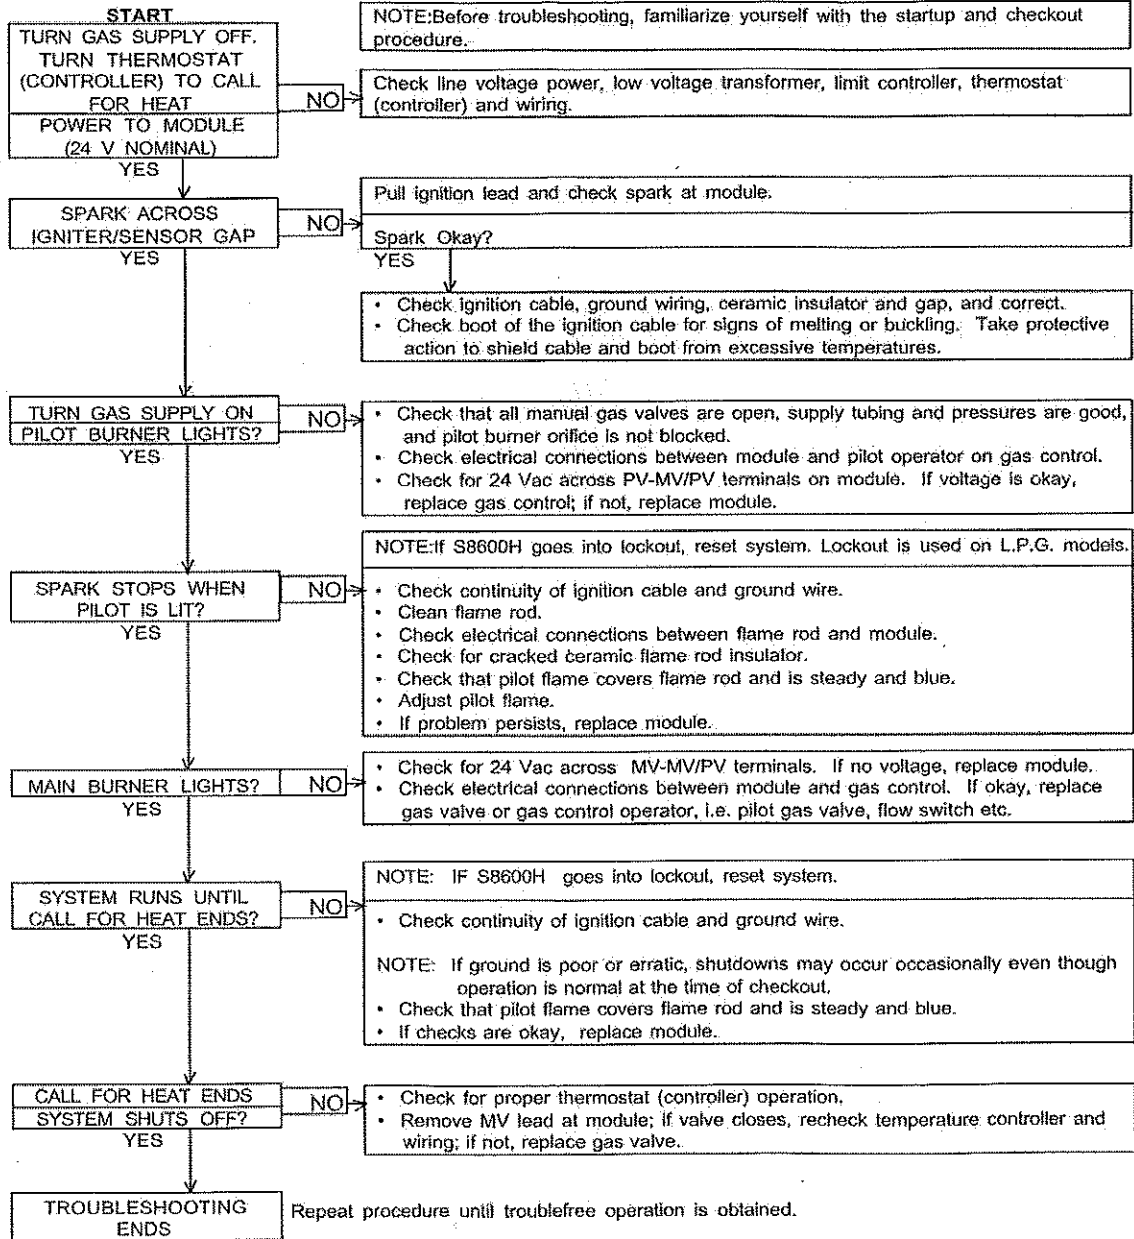 START
TURN GAS SUPPLY OFF.
TURN THERMOSTAT
(CONTROLLER) TO CALL
FOR HEAT
POWER TO MODULE
(24 V NOMINAL)
YES
NOTE:Before troubleshooting, familiarize yourself with the startup and checkout
procedure.
NO
Check line voltage power, low voltage transformer, limit controller, thermostat
(controller) and wiring.
SPARK ACROSS
IGNITER/SENSOR GAP
YES
NO
Pull ignition lead and check spark at module.
Spark Okay?
YES
• Check ignition cable, ground wiring, ceramic insulator and gap, and correct.
• Check boot of the ignition cable for signs of melting or buckling. Take protective
action to shield cable and boot from excessive temperatures.
TURN GAS SUPPLY ON
PILOT BURNER LIGHTS?
YES
NO
• Check that all manual gas valves are open, supply tubing and pressures are good,
and pilot burner orifice is not blocked.
• Check electrical connections between module and pilot operator on gas control.
• Check for 24 Vac across PV-MV/PV terminals on module. If voltage is okay,
replace gas control; if not, replace module.
SPARK STOPS WHEN
PILOT IS LIT?
YES
NO
NOTE:If S8600H goes into lockout, reset system. Lockout is used on L.P.G. models.
• Check continuity of ignition cable and ground wire.
• Clean flame rod.
• Check electrical connections between flame rod and module.
• Check for cracked ceramic flame rod insulator.
• Check that pilot flame covers flame rod and is steady and blue.
• Adjust pilot flame.
• If problem persists, replace module.
MAIN BURNER LIGHTS?
YES
NO
• Check for 24 Vac across MV-MV/PV terminals. If no voltage, replace module.
• Check electrical connections between module and gas control. If okay, replace
gas valve or gas control operator, i.e. pilot gas valve, flow switch etc.
SYSTEM RUNS UNTIL
CALL FOR HEAT ENDS?
YES
NO
NOTE: IF S8600H goes into lockout, reset system.
• Check continuity of ignition cable and ground wire.
NOTE: If ground is poor or erratic, shutdowns may occur occasionally even though
operation is normal at the time of checkout.
• Check that pilot flame covers flame rod and is steady and blue.
• If checks are okay, replace module.
CALL FOR HEAT ENDS
SYSTEM SHUTS OFF?
YES
NO
• Check for proper thermostat (controller) operation.
• Remove MV lead at module; if valve closes, recheck temperature controller and
wiring; if not, replace gas valve.
TROUBLESHOOTING
ENDS
Repeat procedure until troublefree operation is obtained.